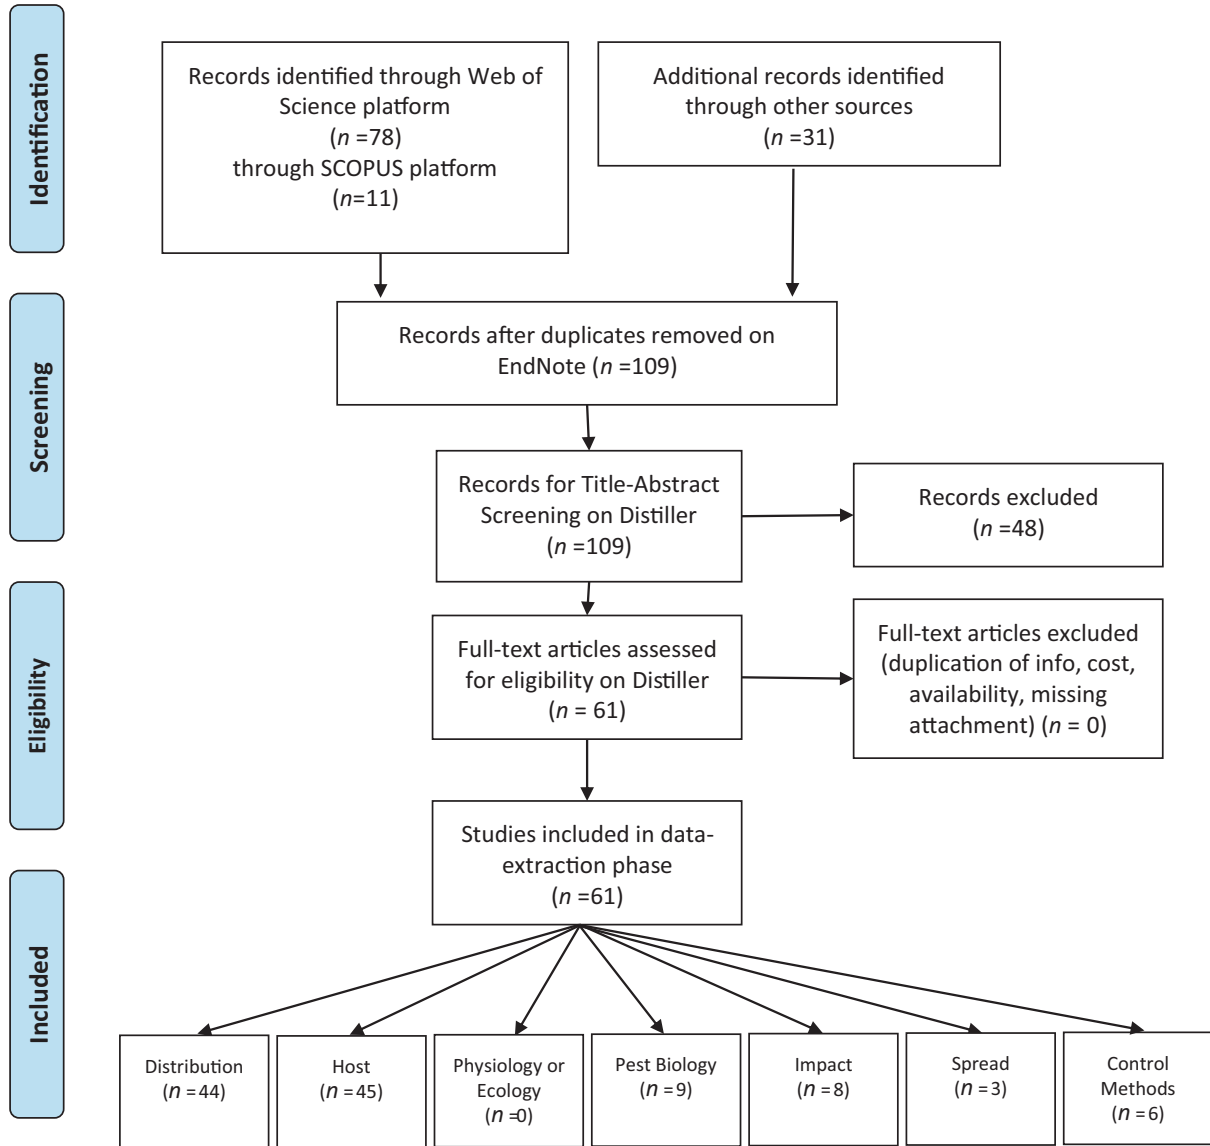 Identification
Records identified through Web of
Science platform
(n =78)
through SCOPUS platform
(n=11)
Additional records identified
through other sources
(n =31)
Screening
Records after duplicates removed on
EndNote (n =109)
Records for Title-Abstract
Screening on Distiller
(n =109)
Records excluded
(n =48)
Eligibility
Full-text articles assessed
for eligibility on Distiller
(n = 61)
Full-text articles excluded
(duplication of info, cost,
availability, missing
attachment) (n = 0)
Included
Studies included in data-
extraction phase
(n =61)
Distribution
(n = 44)
Host
(n = 45)
Physiology or
Ecology
(n =0)
Pest Biology
(n = 9)
Impact
(n = 8)
Spread
(n = 3)
Control
Methods
(n = 6)